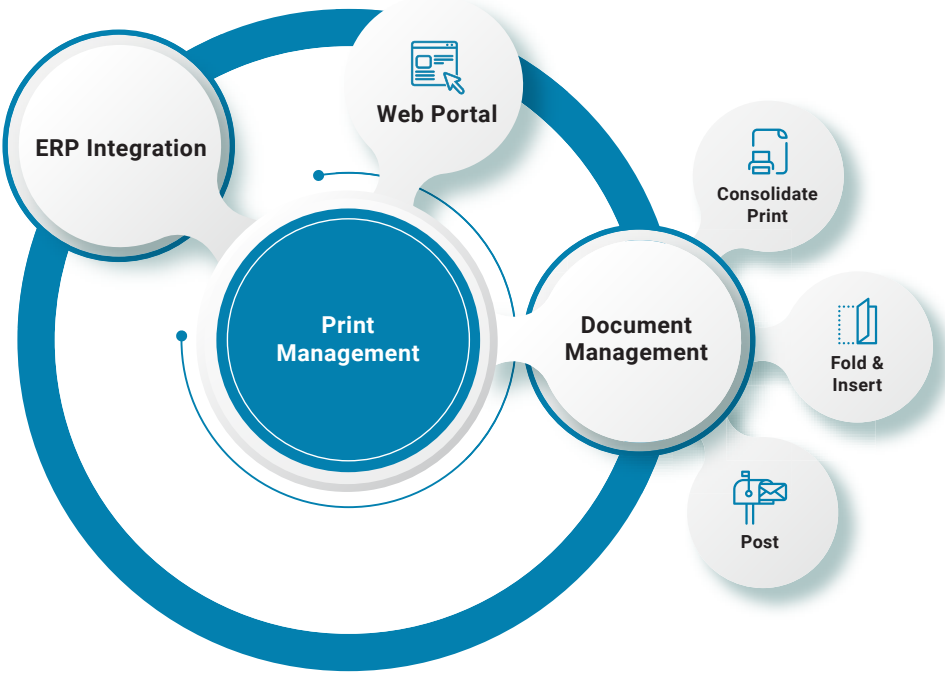 ERP Integration
Web Portal
Print
Management
Document
Management
Consolidate
Print
Fold &
Insert
Post